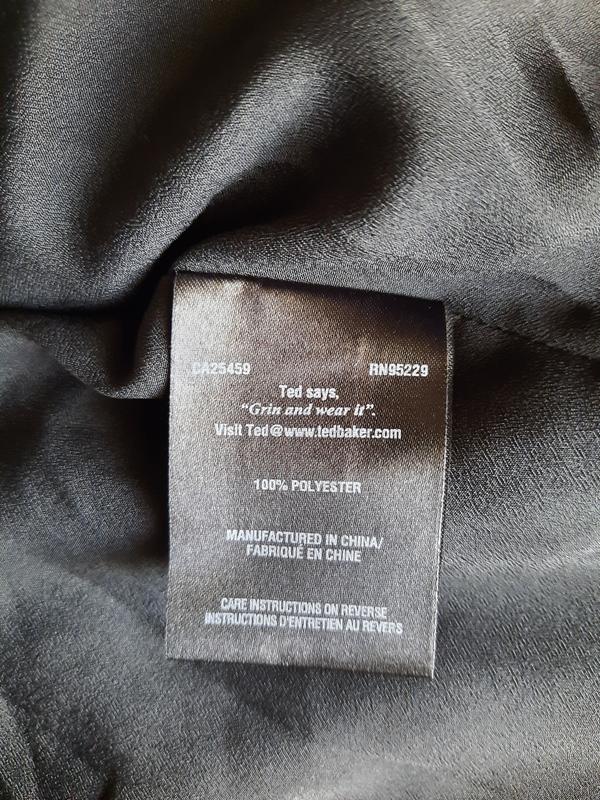 CA25459 RN95229
Ted says,
“Grin and wear it”.
Visit Ted@www.tedbaker.com
100% POLYESTER
MANUFACTURED IN CHINA/
FABRIQUÉ EN CHINE
CARE INSTRUCTIONS ON REVERSE
INSTRUCTIONS D'ENTRETIEN AU REVERS